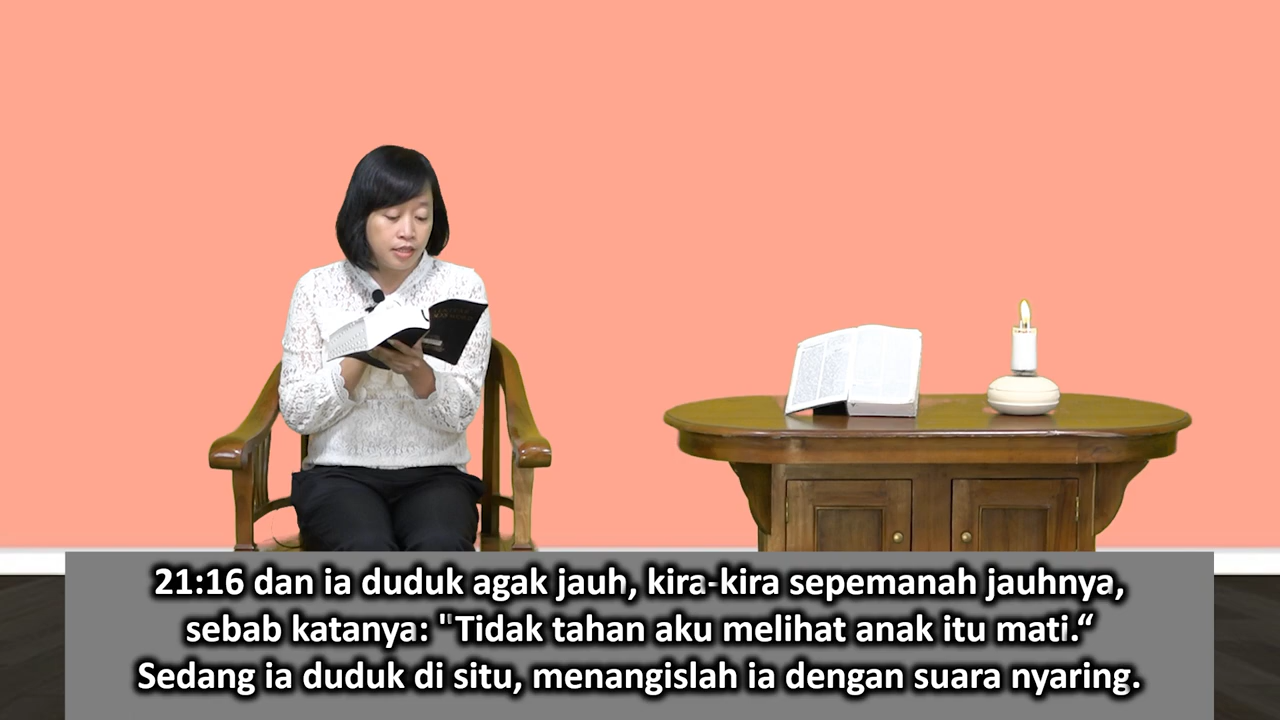 21:16 dan ia duduk agak jauh, kira-kira sepemanah jauhnya,
sebab katanya: "Tidak tahan aku melihat anak itu mati.“
Sedang ia duduk di situ, menangislah ia dengan suara nyaring.